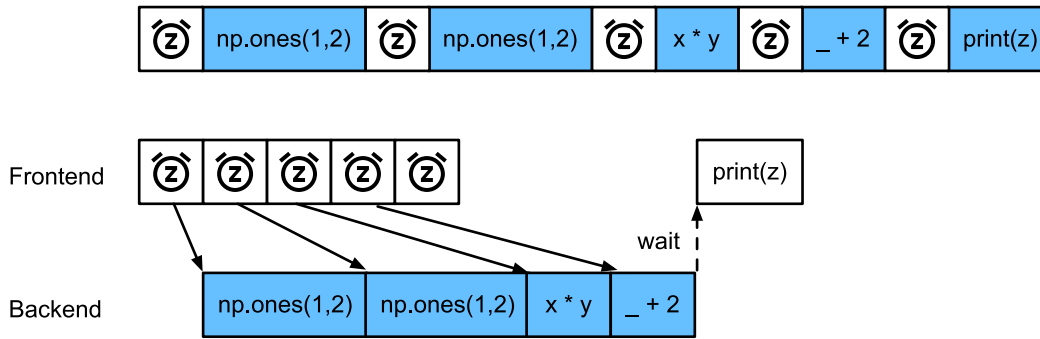 z np.ones(1,2) z np.ones(1,2) z x * y z _ + 2 z print(z)
Frontend z z z z z print(z)
wait
Backend np.ones(1,2) np.ones(1,2) x * y _ + 2